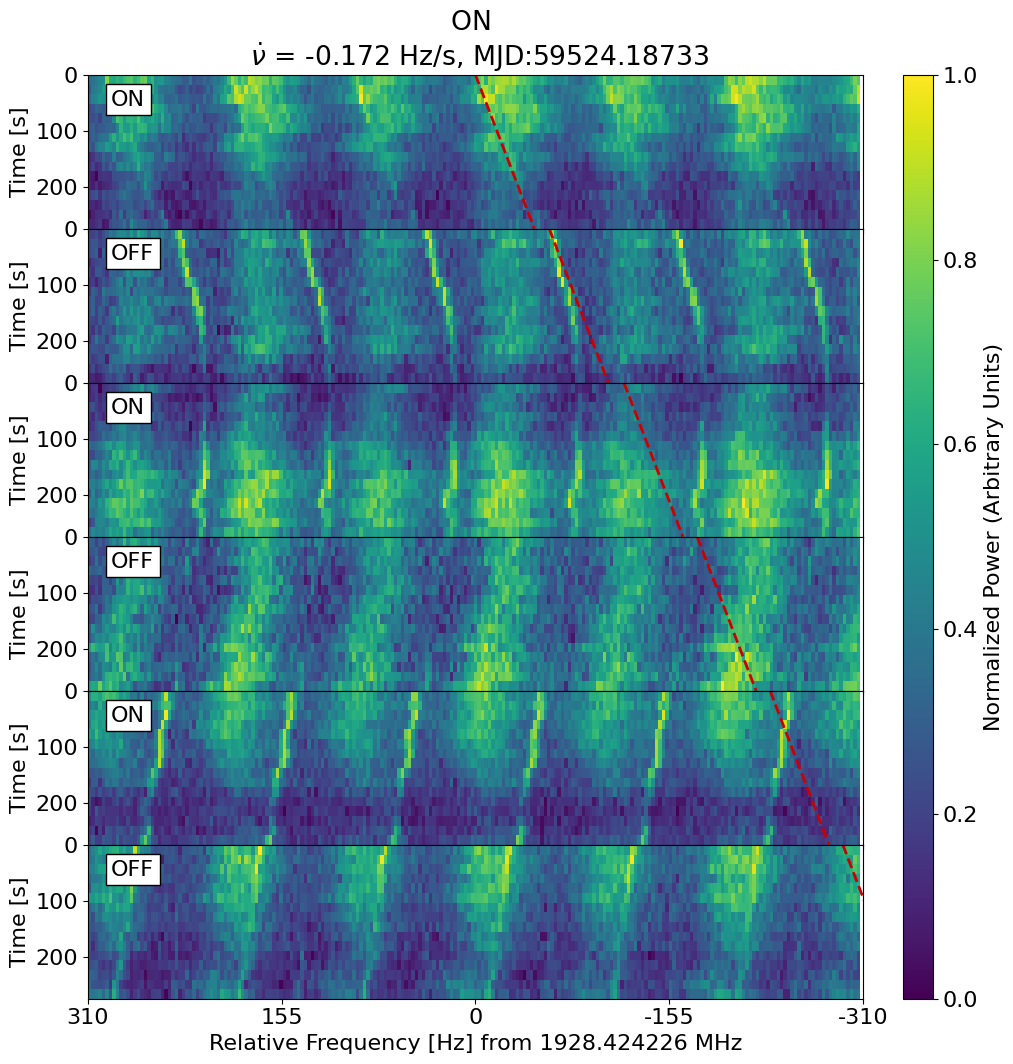 ON
ν̇ = -0.172 Hz/s, MJD:59524.18733
0
100
200
Time [s]
ON
0
100
200
Time [s]
OFF
0
100
200
Time [s]
ON
0
100
200
Time [s]
OFF
0
100
200
Time [s]
ON
0
100
200
Time [s]
OFF
310 155 0 -155 -310
Relative Frequency [Hz] from 1928.424226 MHz
1.0
0.8
0.6
0.4
0.2
0.0
Normalized Power (Arbitrary Units)